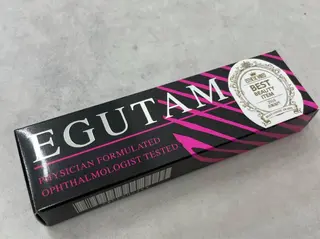 EGUTAM
PHYSICIAN FORMULATED
OPHTHALMOLOGIST TESTED
BEST
BEAUTY
ITEM